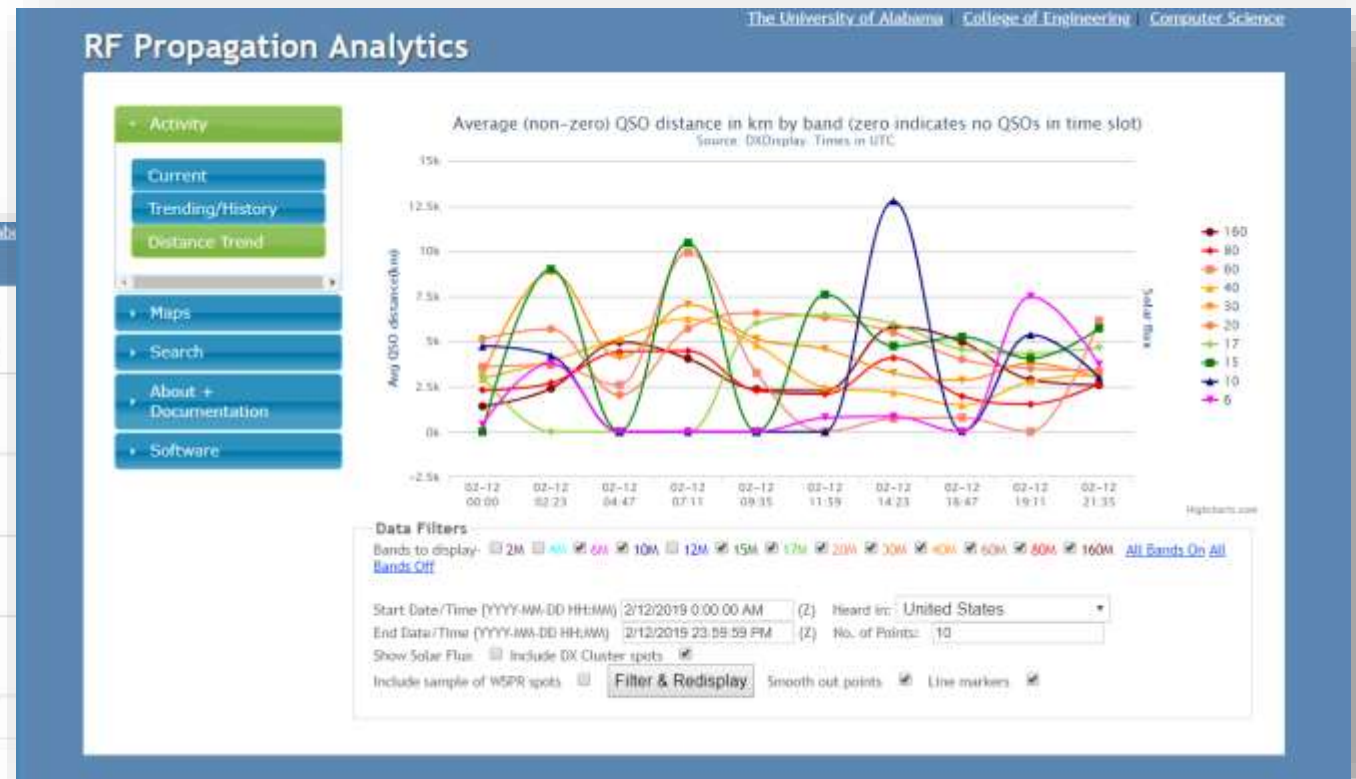 The University of Alabama College of Engineering Computer Science
RF Propagation Analytics
Activity
Current
Trending/History
Distance Trend
Maps
Search
About +
Documentation
Software
Average (non-zero) QSO distance in km by band (zero indicates no QSOs in time slot)
Source: DXDisplay. Times in UTC
15k
12.5k
10k
7.5k
5k
2.5k
0k
-2.5k
Avg QSO distance(km)
Solar flux
02-12 02-12 02-12 02-12 02-12 02-12 02-12 02-12 02-12 02-12
00:00 02:23 04:47 07:11 09:35 11:59 14:23 16:47 19:11 21:35
160
80
60
40
30
20
17
15
10
6
Highcharts.com
Data Filters
Bands to display- 2M 4M 6M 10M 12M 15M 17M 20M 30M 40M 60M 80M 160M All Bands On All
Bands Off
Start Date/Time (YYYY-MM-DD HH:MM) 2/12/2019 0:00:00 AM (Z) Heard in: United States
End Date/Time (YYYY-MM-DD HH:MM) 2/12/2019 23:59:59 PM (Z) No. of Points: 10
Show Solar Flux Include DX Cluster spots
Include sample of WSPR spots Filter & Redisplay Smooth out points Line markers